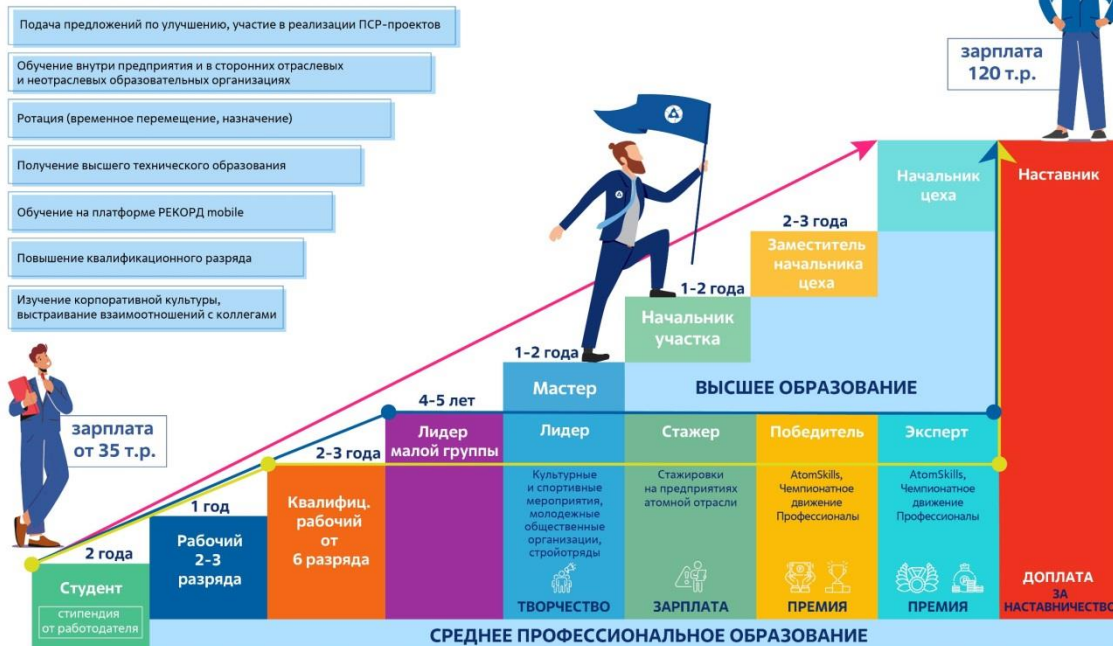 Подача предложений по улучшению, участие в реализации ПСР-проектов
Обучение внутри предприятия и в сторонних отраслевых
и неотраслевых образовательных организациях
Ротация (временное перемещение, назначение)
Получение высшего технического образования
Обучение на платформе РЕКОРД mobile
Повышение квалификационного разряда
Изучение корпоративной культуры,
выстраивание взаимоотношений с коллегами
зарплата
120 т.р.
зарплата
от 35 т.р.
Начальник
цеха
Наставник
2-3 года
Заместитель
начальника
цеха
1-2 года
Начальник
участка
1-2 года
Мастер
ВЫСШЕЕ ОБРАЗОВАНИЕ
4-5 лет
Лидер
малой группы
Лидер
Культурные
и спортивные
мероприятия,
молодежные
общественные
организации,
стройотряды
ТВОРЧЕСТВО
Стажер
Стажировки
на предприятиях
атомной отрасли
ЗАРПЛАТА
Победитель
AtomSkills,
Чемпионатное
движение
Профессионалы
ПРЕМИЯ
Эксперт
AtomSkills,
Чемпионатное
движение
Профессионалы
ПРЕМИЯ
2-3 года
Квалифиц.
рабочий
от
6 разряда
1 год
Рабочий
2-3
разряда
2 года
Студент
стипендия
от работодателя
ДОПЛАТА
ЗА
НАСТАВНИЧЕСТВО
СРЕДНЕЕ ПРОФЕССИОНАЛЬНОЕ ОБРАЗОВАНИЕ